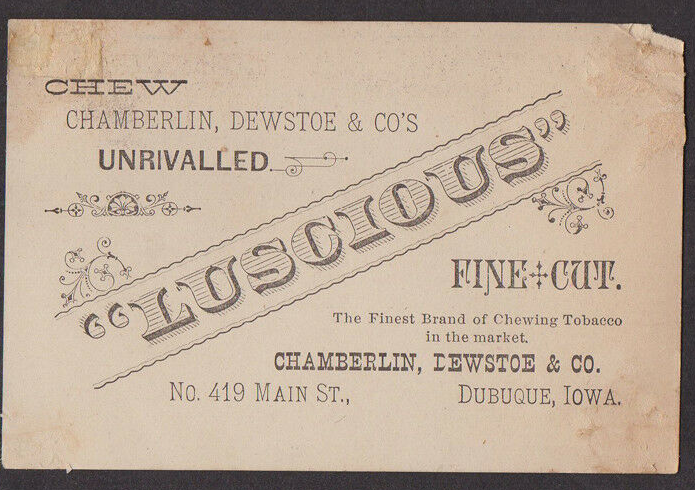 CHEW
CHAMBERLIN, DEWSTOE & CO'S
UNRIVALLED
"LUSCIOUS"
FINE CUT.
The Finest Brand of Chewing Tobacco
in the market.
CHAMBERLIN, DEWSTOE & CO.
No. 419 MAIN ST., DUBUQUE, IOWA.